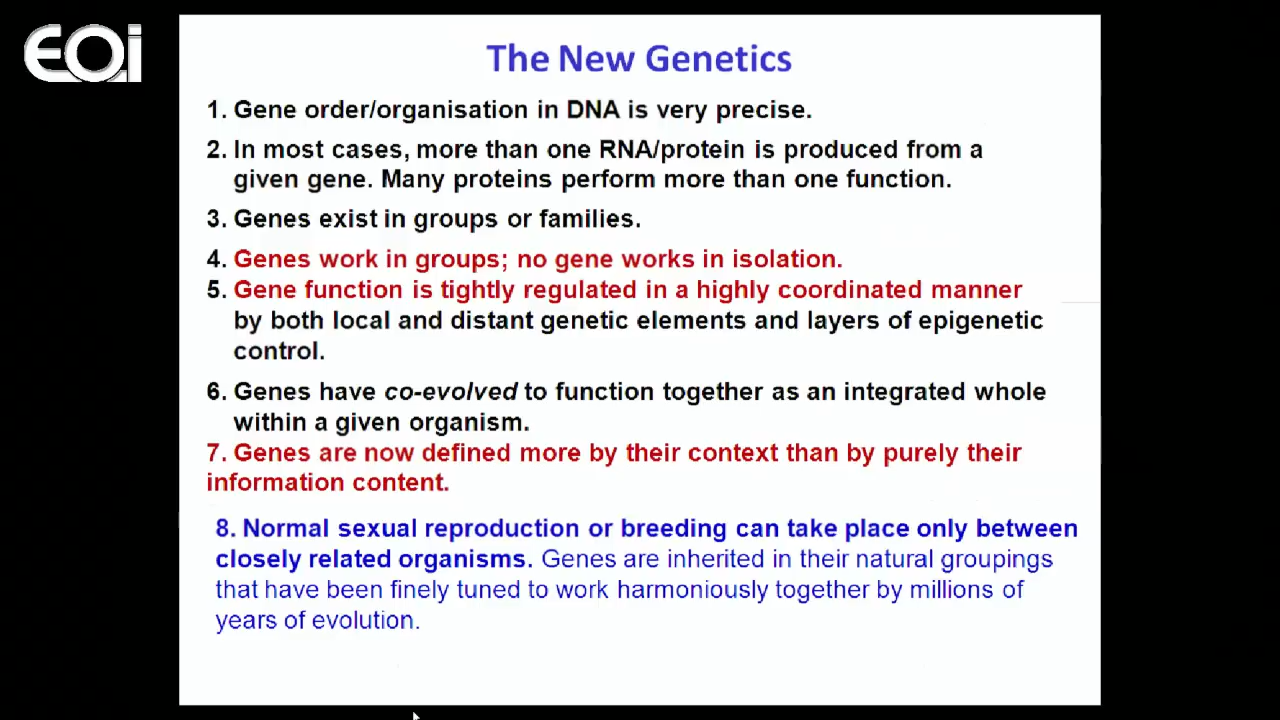 EOi
The New Genetics
1. Gene order/organisation in DNA is very precise.
2. In most cases, more than one RNA/protein is produced from a
given gene. Many proteins perform more than one function.
3. Genes exist in groups or families.
4. Genes work in groups; no gene works in isolation.
5. Gene function is tightly regulated in a highly coordinated manner
by both local and distant genetic elements and layers of epigenetic
control.
6. Genes have co-evolved to function together as an integrated whole
within a given organism.
7. Genes are now defined more by their context than by purely their
information content.
8. Normal sexual reproduction or breeding can take place only between
closely related organisms. Genes are inherited in their natural groupings
that have been finely tuned to work harmoniously together by millions of
years of evolution.